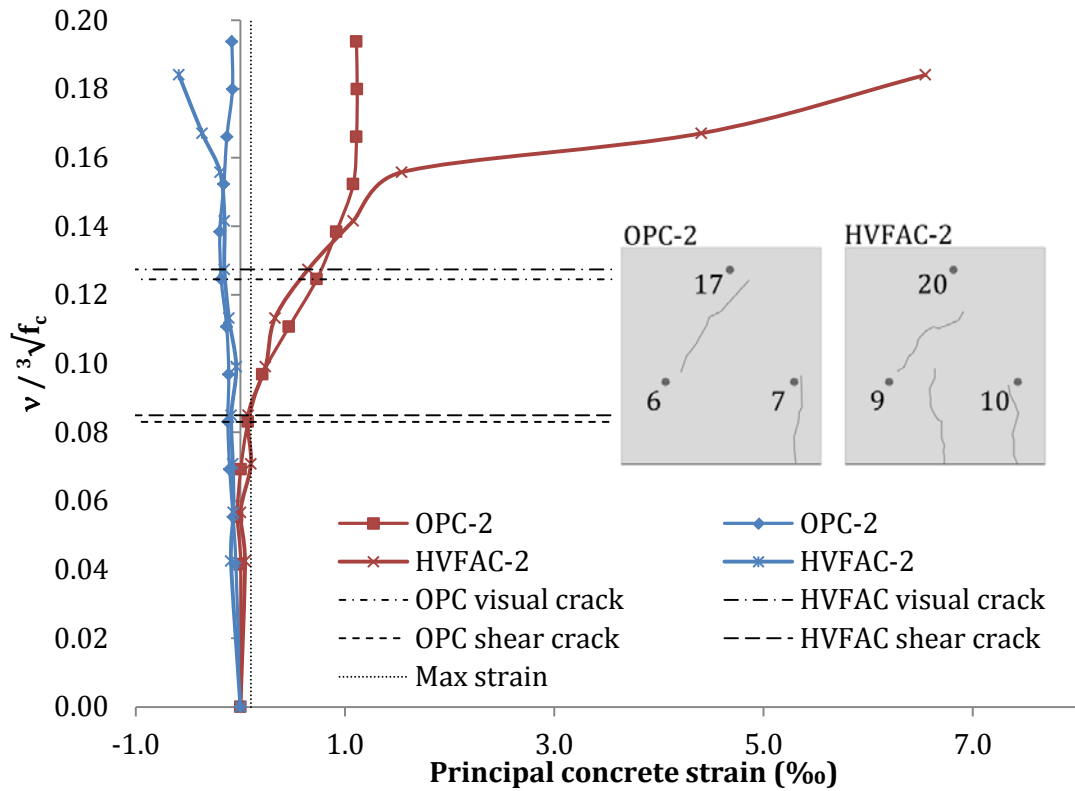 0.20
0.18
0.16
0.14
0.12
0.10
0.08
0.06
0.04
0.02
0.00
ν / ³√f_c
-1.0
1.0
3.0
5.0
7.0
Principal concrete strain (‰)
OPC-2
HVFAC-2
17
6
7
20
9
10
OPC-2
OPC-2
HVFAC-2
HVFAC-2
OPC visual crack
HVFAC visual crack
OPC shear crack
HVFAC shear crack
Max strain